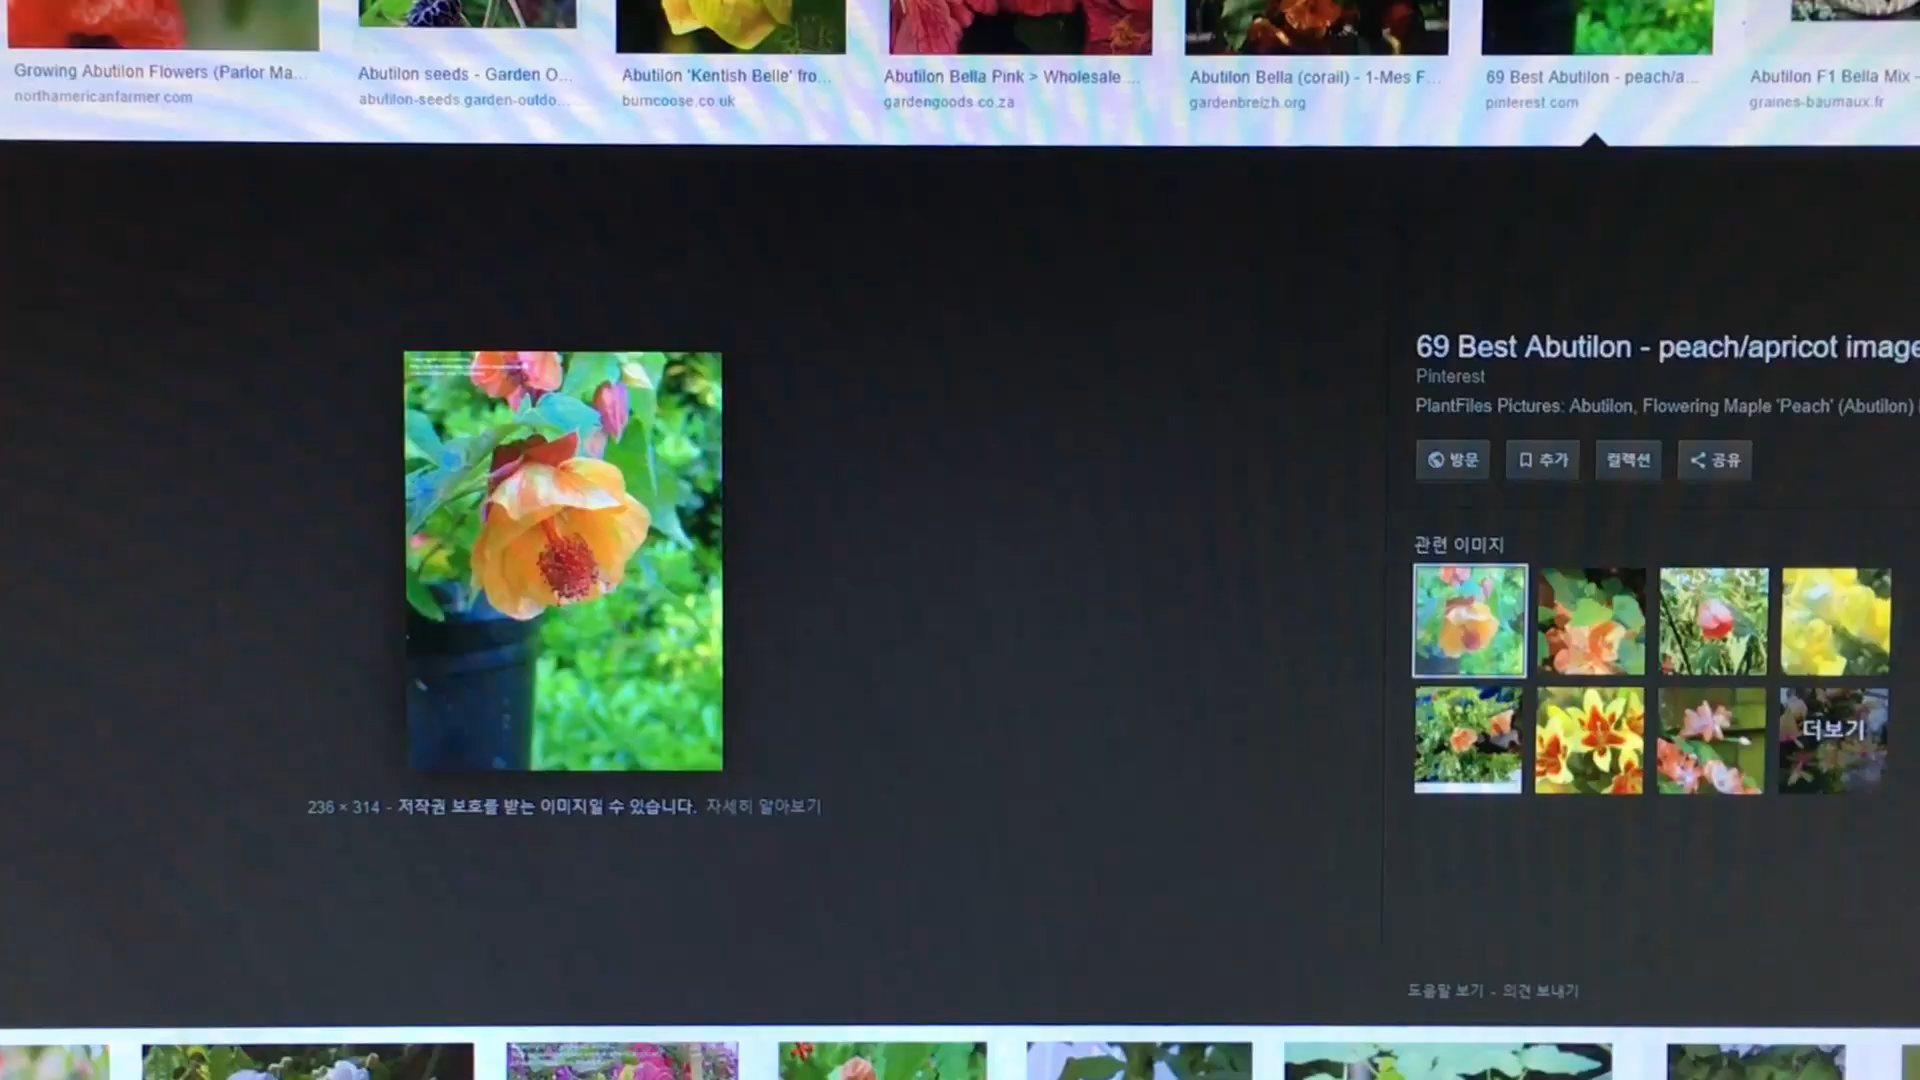 Growing Abutilon Flowers (Parlor Ma...
northamericanfarmer.com
Abutilon seeds - Garden O...
abutilon-seeds.garden-outdo...
Abutilon 'Kentish Belle' fro...
burncoose.co.uk
Abutilon Bella Pink > Wholesale ...
gardengoods.co.za
Abutilon Bella (corail) - 1-Mes F...
gardenbreizh.org
69 Best Abutilon - peach/a...
pinterest.com
Abutilon F1 Bella Mix -
graines-baumaux.fr
69 Best Abutilon - peach/apricot image
Pinterest
PlantFiles Pictures: Abutilon, Flowering Maple 'Peach' (Abutilon)
방문 추가 컬렉션 공유
관련 이미지
더보기
236 × 314 - 저작권 보호를 받는 이미지일 수 있습니다. 자세히 알아보기
도움말 보기 - 의견 보내기